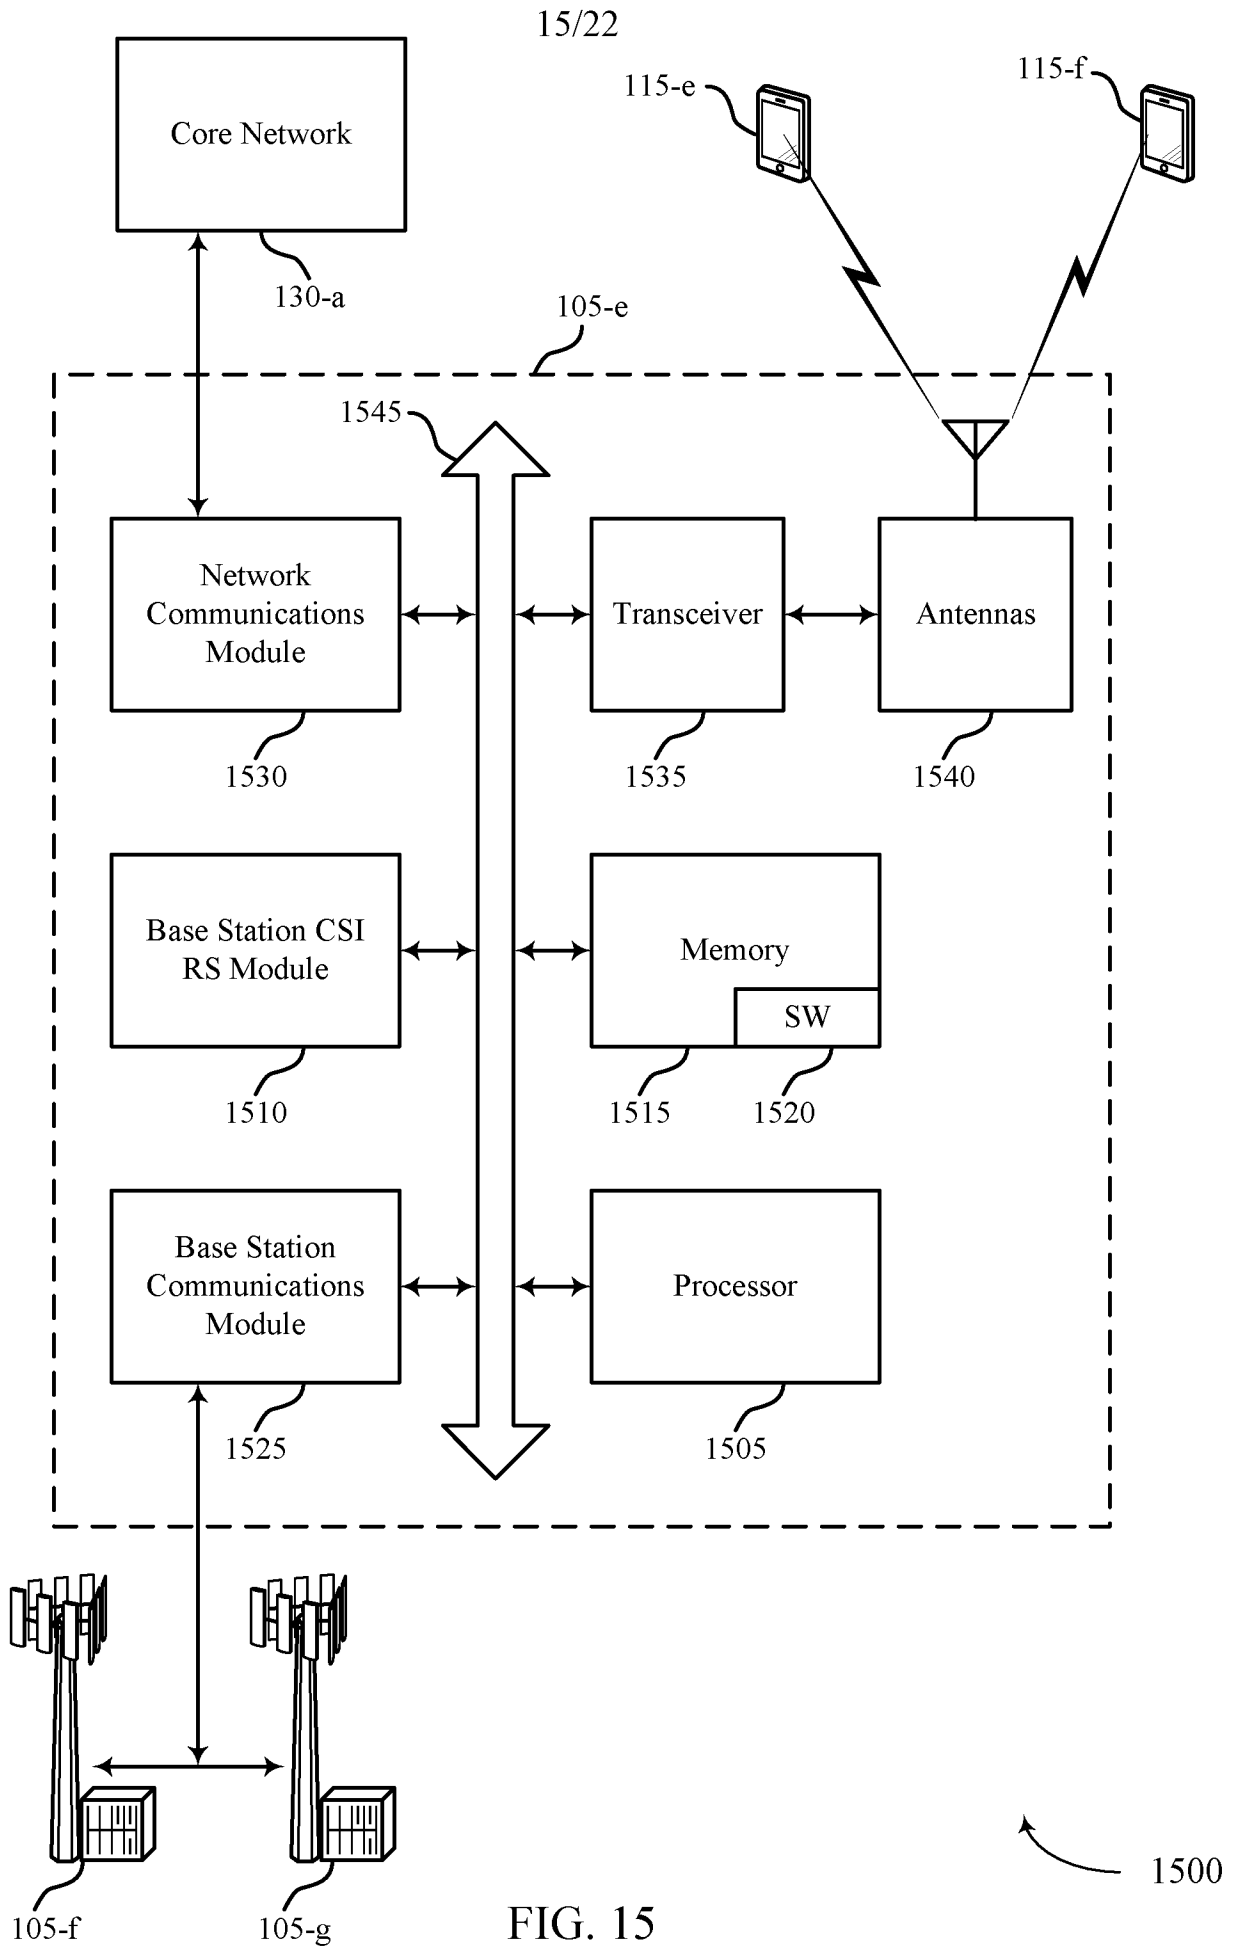 15/22
115-e
115-f
Core Network
130-a
105-e
1545
Network
Communications
Module
Transceiver
Antennas
1530
1535
1540
Base Station CSI
RS Module
Memory
SW
1510
1515
1520
Base Station
Communications
Module
Processor
1525
1505
105-f
105-g
1500
FIG. 15